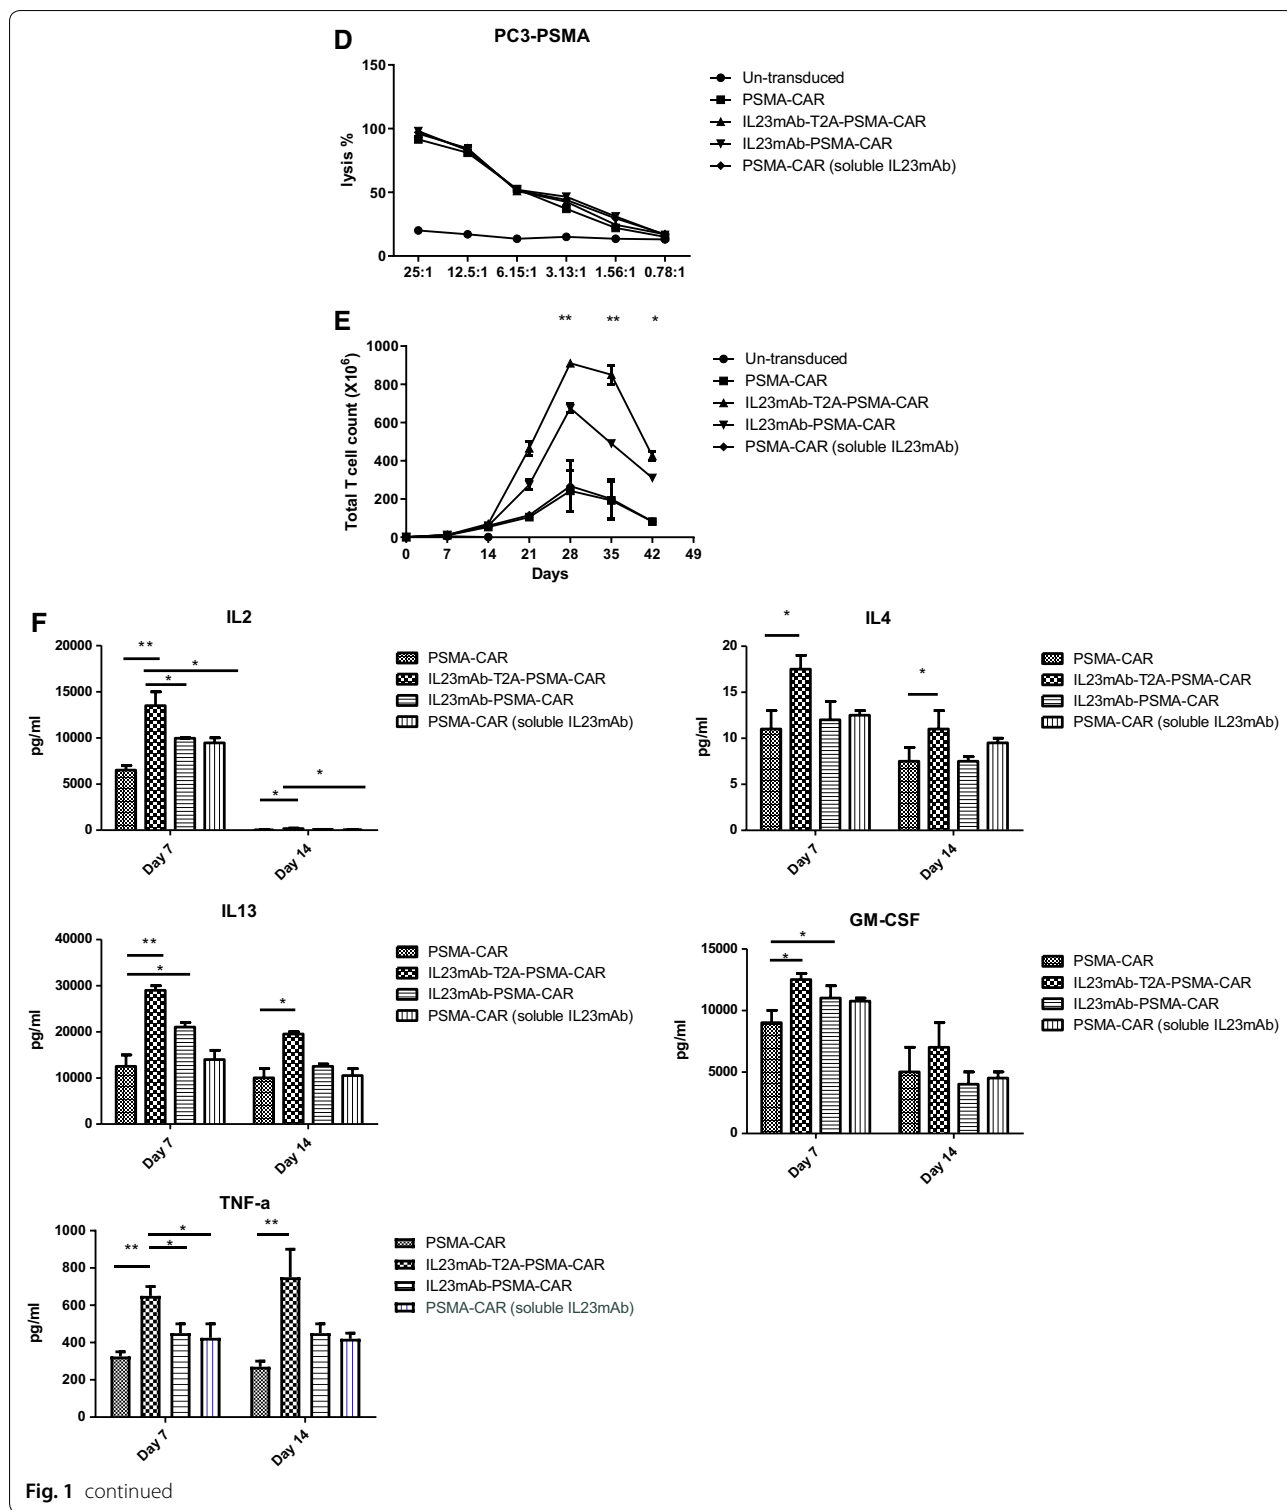 D
PC3-PSMA
150
100
50
0
lysis %
25:1 12.5:1 6.15:1 3.13:1 1.56:1 0.78:1
Un-transduced
PSMA-CAR
IL23mAb-T2A-PSMA-CAR
IL23mAb-PSMA-CAR
PSMA-CAR (soluble IL23mAb)
E
** ** *
1000
800
600
400
200
0
Total T cell count (X10⁶)
0 7 14 21 28 35 42 49
Days
Un-transduced
PSMA-CAR
IL23mAb-T2A-PSMA-CAR
IL23mAb-PSMA-CAR
PSMA-CAR (soluble IL23mAb)
F
IL2
20000
15000
10000
5000
0
pg/ml
** * *
* *
Day 7 Day 14
PSMA-CAR
IL23mAb-T2A-PSMA-CAR
IL23mAb-PSMA-CAR
PSMA-CAR (soluble IL23mAb)
IL4
20
15
10
5
0
pg/ml
* *
Day 7 Day 14
PSMA-CAR
IL23mAb-T2A-PSMA-CAR
IL23mAb-PSMA-CAR
PSMA-CAR (soluble IL23mAb)
IL13
40000
30000
20000
10000
0
pg/ml
**
* *
Day 7 Day 14
PSMA-CAR
IL23mAb-T2A-PSMA-CAR
IL23mAb-PSMA-CAR
PSMA-CAR (soluble IL23mAb)
GM-CSF
15000
10000
5000
0
pg/ml
*
*
Day 7 Day 14
PSMA-CAR
IL23mAb-T2A-PSMA-CAR
IL23mAb-PSMA-CAR
PSMA-CAR (soluble IL23mAb)
TNF-a
1000
800
600
400
200
0
pg/ml
* **
** *
Day 7 Day 14
PSMA-CAR
IL23mAb-T2A-PSMA-CAR
IL23mAb-PSMA-CAR
PSMA-CAR (soluble IL23mAb)
Fig. 1 continued